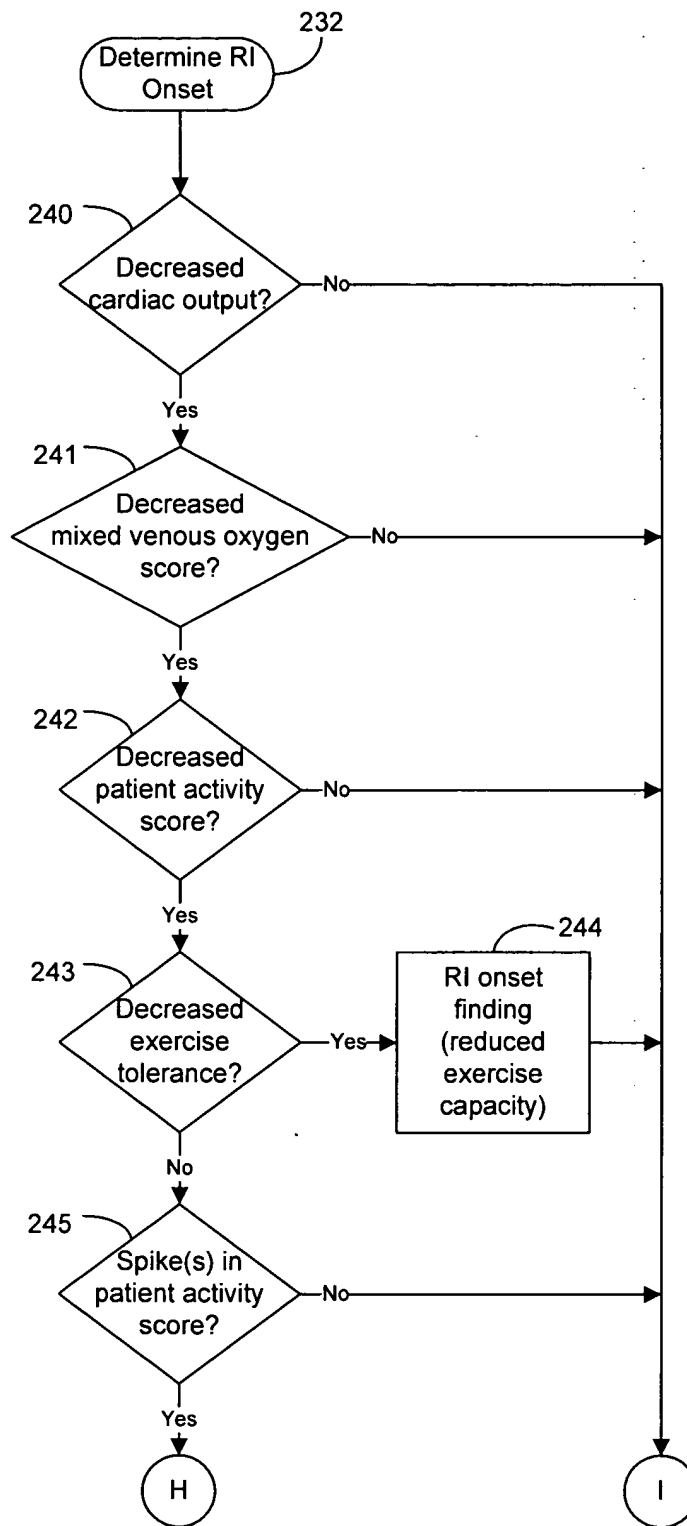 232
Determine RI
Onset
240
Decreased
cardiac output?
No
Yes
241
Decreased
mixed venous oxygen
score?
No
Yes
242
Decreased
patient activity
score?
No
Yes
243
Decreased
exercise
tolerance?
Yes
244
RI onset
finding
(reduced
exercise
capacity)
No
245
Spike(s) in
patient activity
score?
No
Yes
H
I